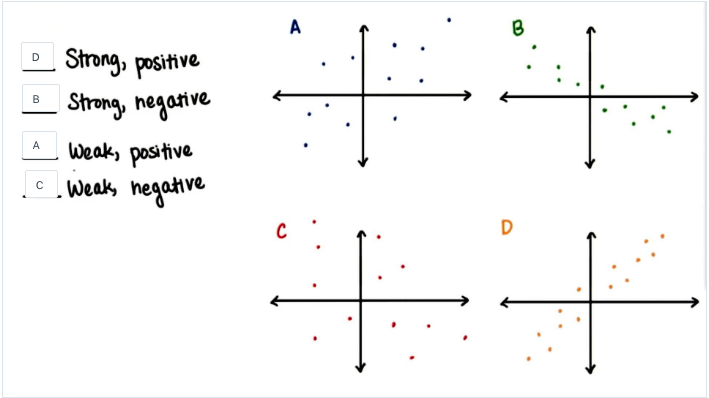 A
B
D Strong, positive
B Strong, negative
A Weak, positive
C Weak, negative
C
D